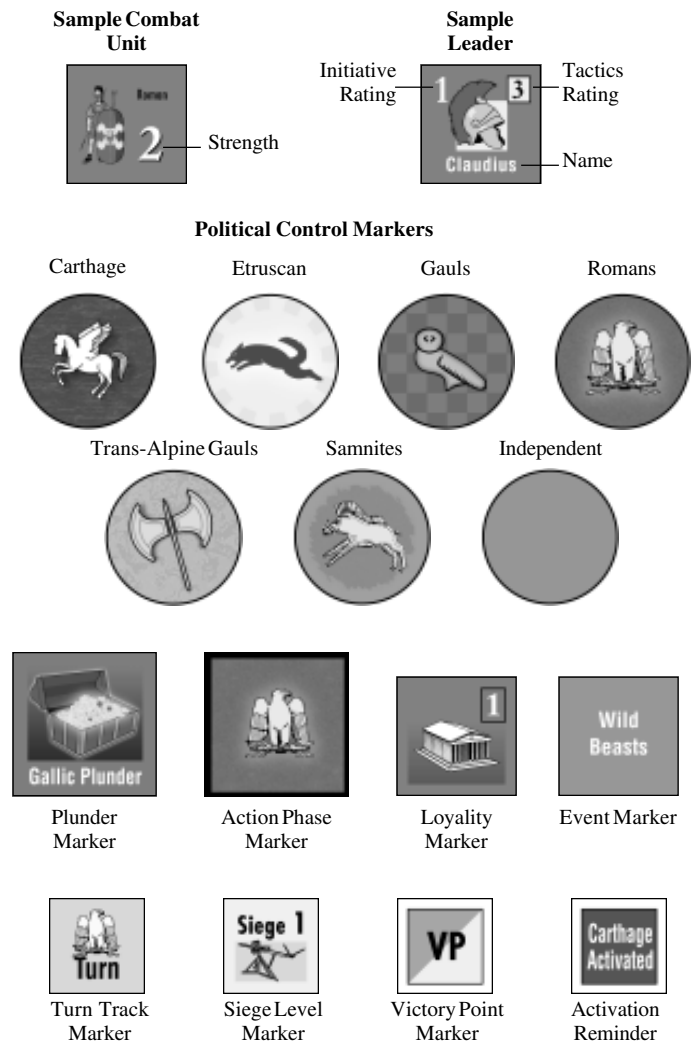 Sample Combat
Unit
Sample
Leader
Roman
2
Strength
Initiative
Rating
1
3
Tactics
Rating
Claudius
Name
Political Control Markers
Carthage
Etruscan
Gauls
Romans
Trans-Alpine Gauls
Samnites
Independent
Gallic Plunder
1
Wild
Beasts
Plunder
Marker
Action Phase
Marker
Loyality
Marker
Event Marker
Turn
Siege 1
VP
Carthage
Activated
Turn Track
Marker
Siege Level
Marker
Victory Point
Marker
Activation
Reminder